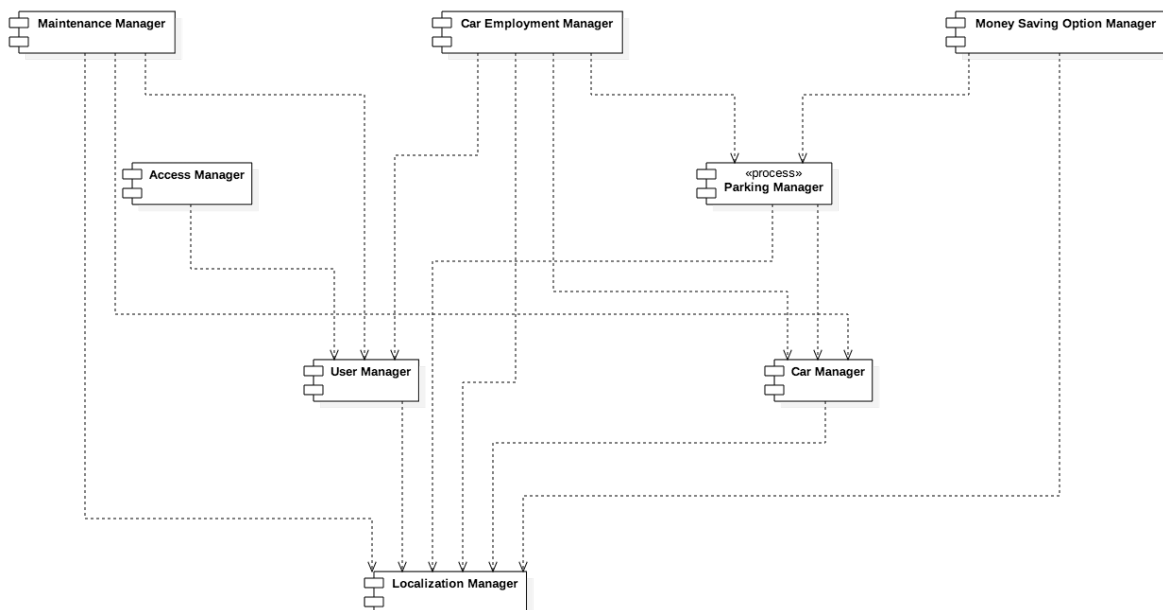 Maintenance Manager
Car Employment Manager
Money Saving Option Manager
Access Manager
«process»
Parking Manager
User Manager
Car Manager
Localization Manager